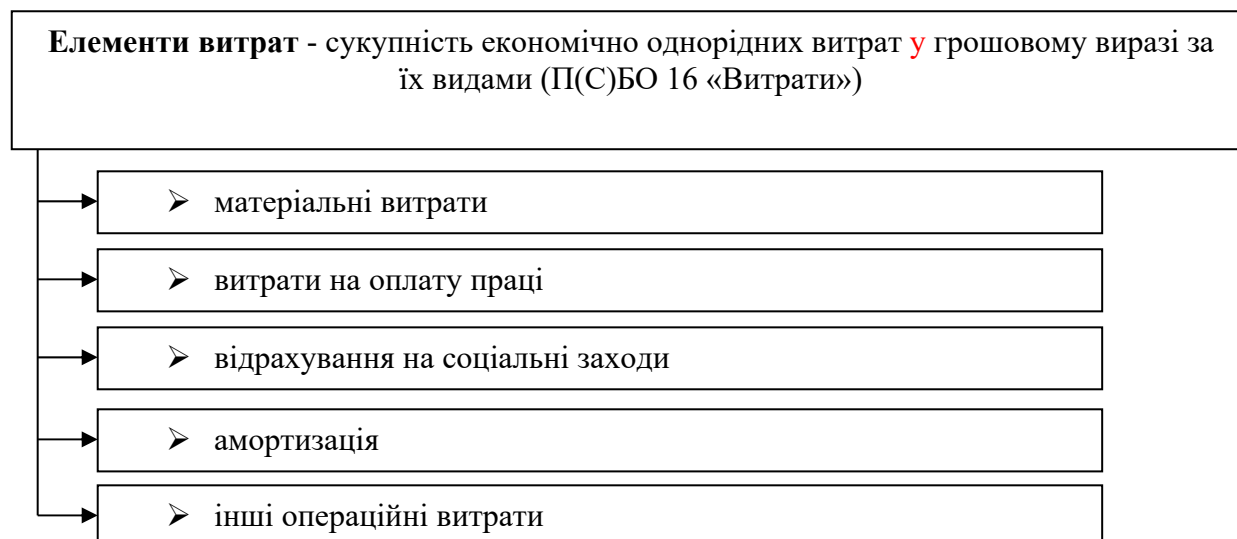 Елементи витрат - сукупність економічно однорідних витрат у грошовому виразі за
їх видами (П(С)БО 16 «Витрати»)
➢ матеріальні витрати
➢ витрати на оплату праці
➢ відрахування на соціальні заходи
➢ амортизація
➢ інші операційні витрати